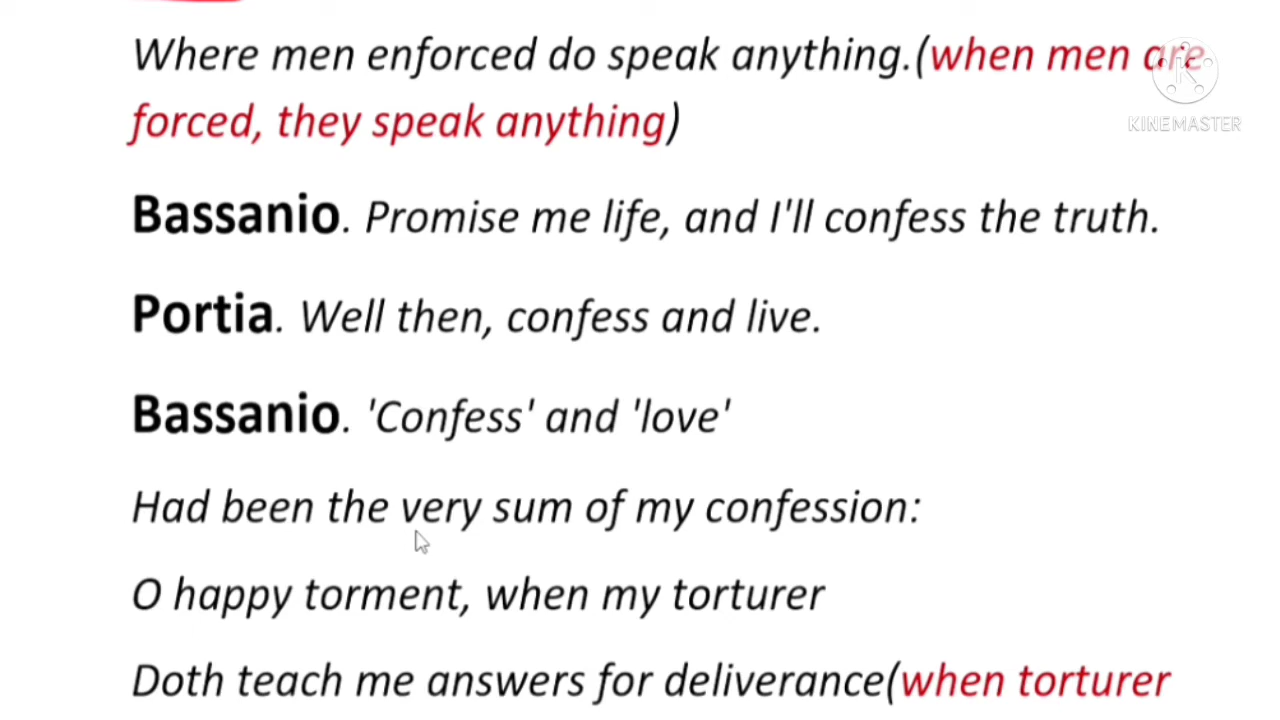 Where men enforced do speak anything.(when men are
forced, they speak anything)
KINEMASTER
Bassanio. Promise me life, and I'll confess the truth.
Portia. Well then, confess and live.
Bassanio. 'Confess' and 'love'
Had been the very sum of my confession:
O happy torment, when my torturer
Doth teach me answers for deliverance(when torturer